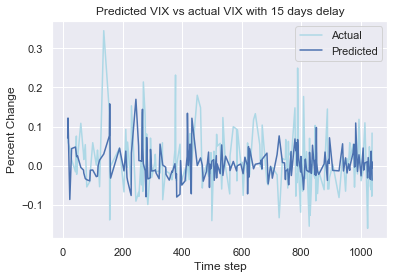 Predicted VIX vs actual VIX with 15 days delay
Actual
Predicted
Percent Change
0.3
0.2
0.1
0.0
−0.1
0 200 400 600 800 1000
Time step